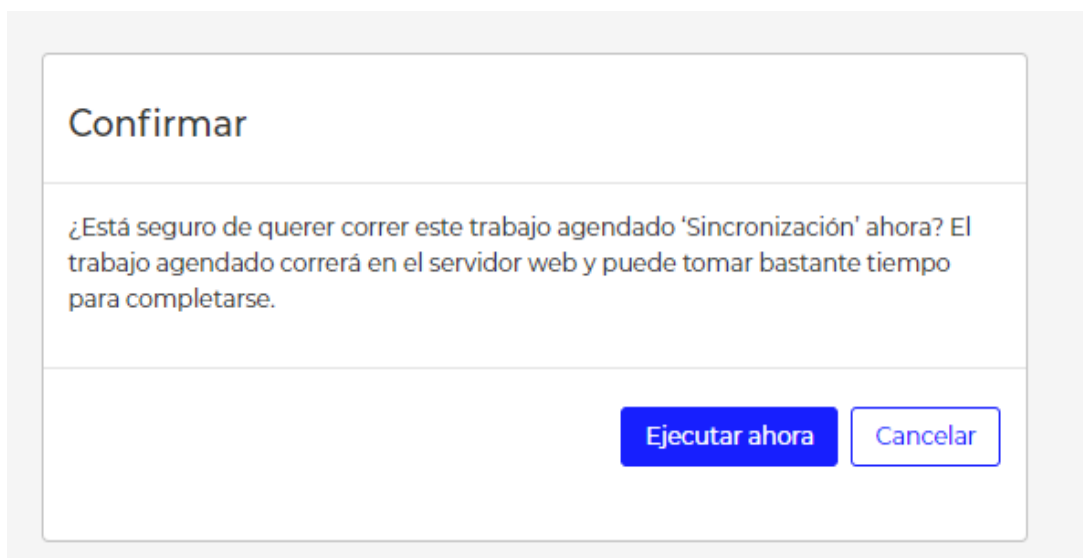 Confirmar
¿Está seguro de querer correr este trabajo agendado ‘Sincronización’ ahora? El
trabajo agendado correrá en el servidor web y puede tomar bastante tiempo
para completarse.
Ejecutar ahora
Cancelar